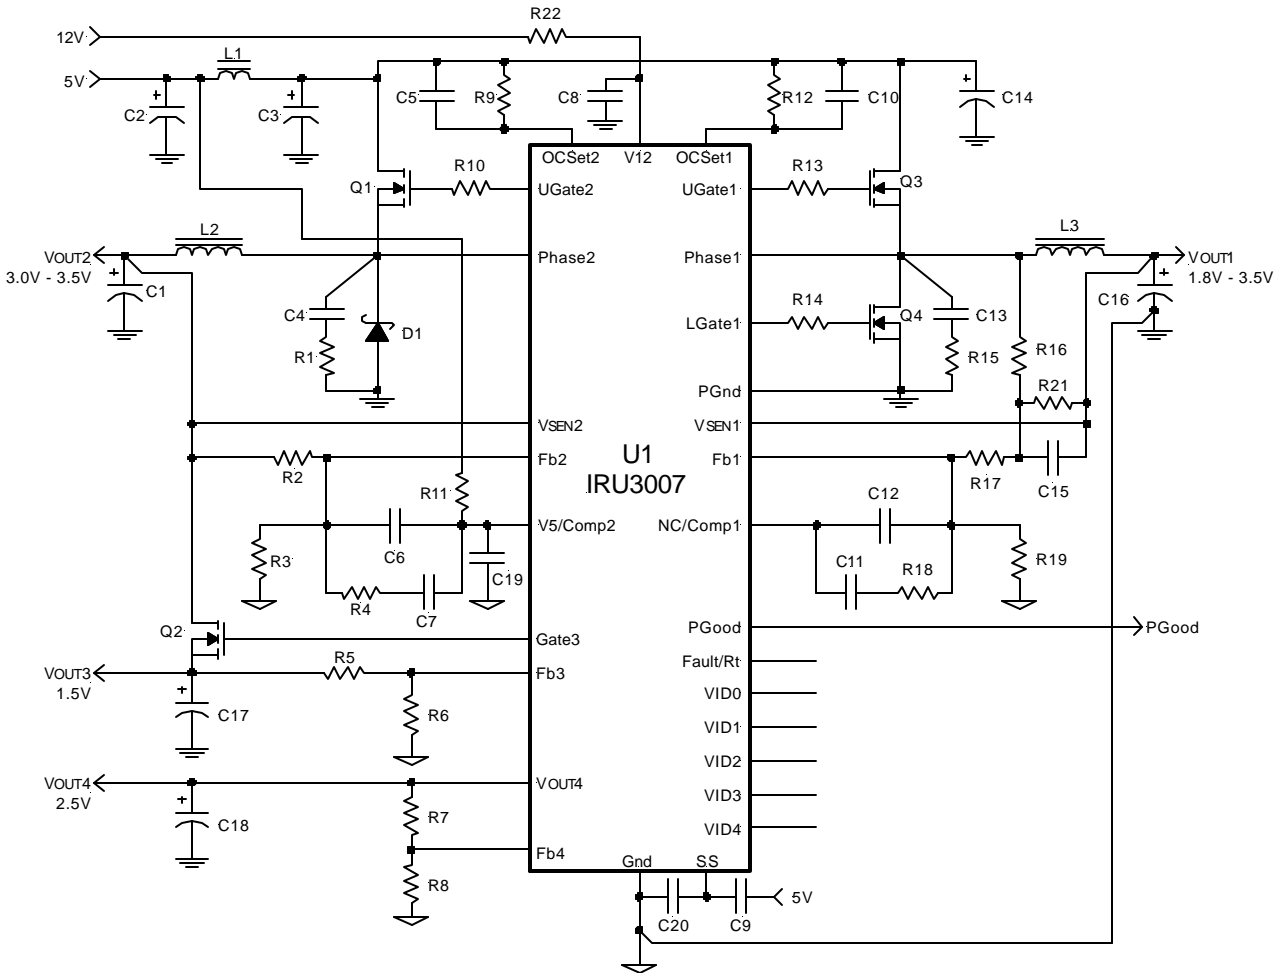 R22
12V
L1
5V
C2
C3
C5
R9
C8
R12
C10
C14
OCSet2
V12
OCSet1
Q1
R10
UGate2
UGate1
R13
Q3
L2
L3
VOUT2
3.0V - 3.5V
C1
Phase2
Phase1
VOUT1
1.8V - 3.5V
C16
C4
R1
D1
LGate1
R14
Q4
C13
R15
R16
PGnd
R21
VSEN2
VSEN1
Fb2
Fb1
U1
IRU3007
R2
R11
R17
C15
C12
V5/Comp2
NC/Comp1
R3
C6
C19
R4
C7
C11
R18
R19
Q2
Gate3
PGood
PGood
VOUT3
1.5V
R5
Fb3
Fault/Rt
VID0
C17
R6
VID1
VID2
VOUT4
2.5V
VOUT4
VID3
C18
R7
VID4
Fb4
Gnd
SS
R8
C20
C9
5V